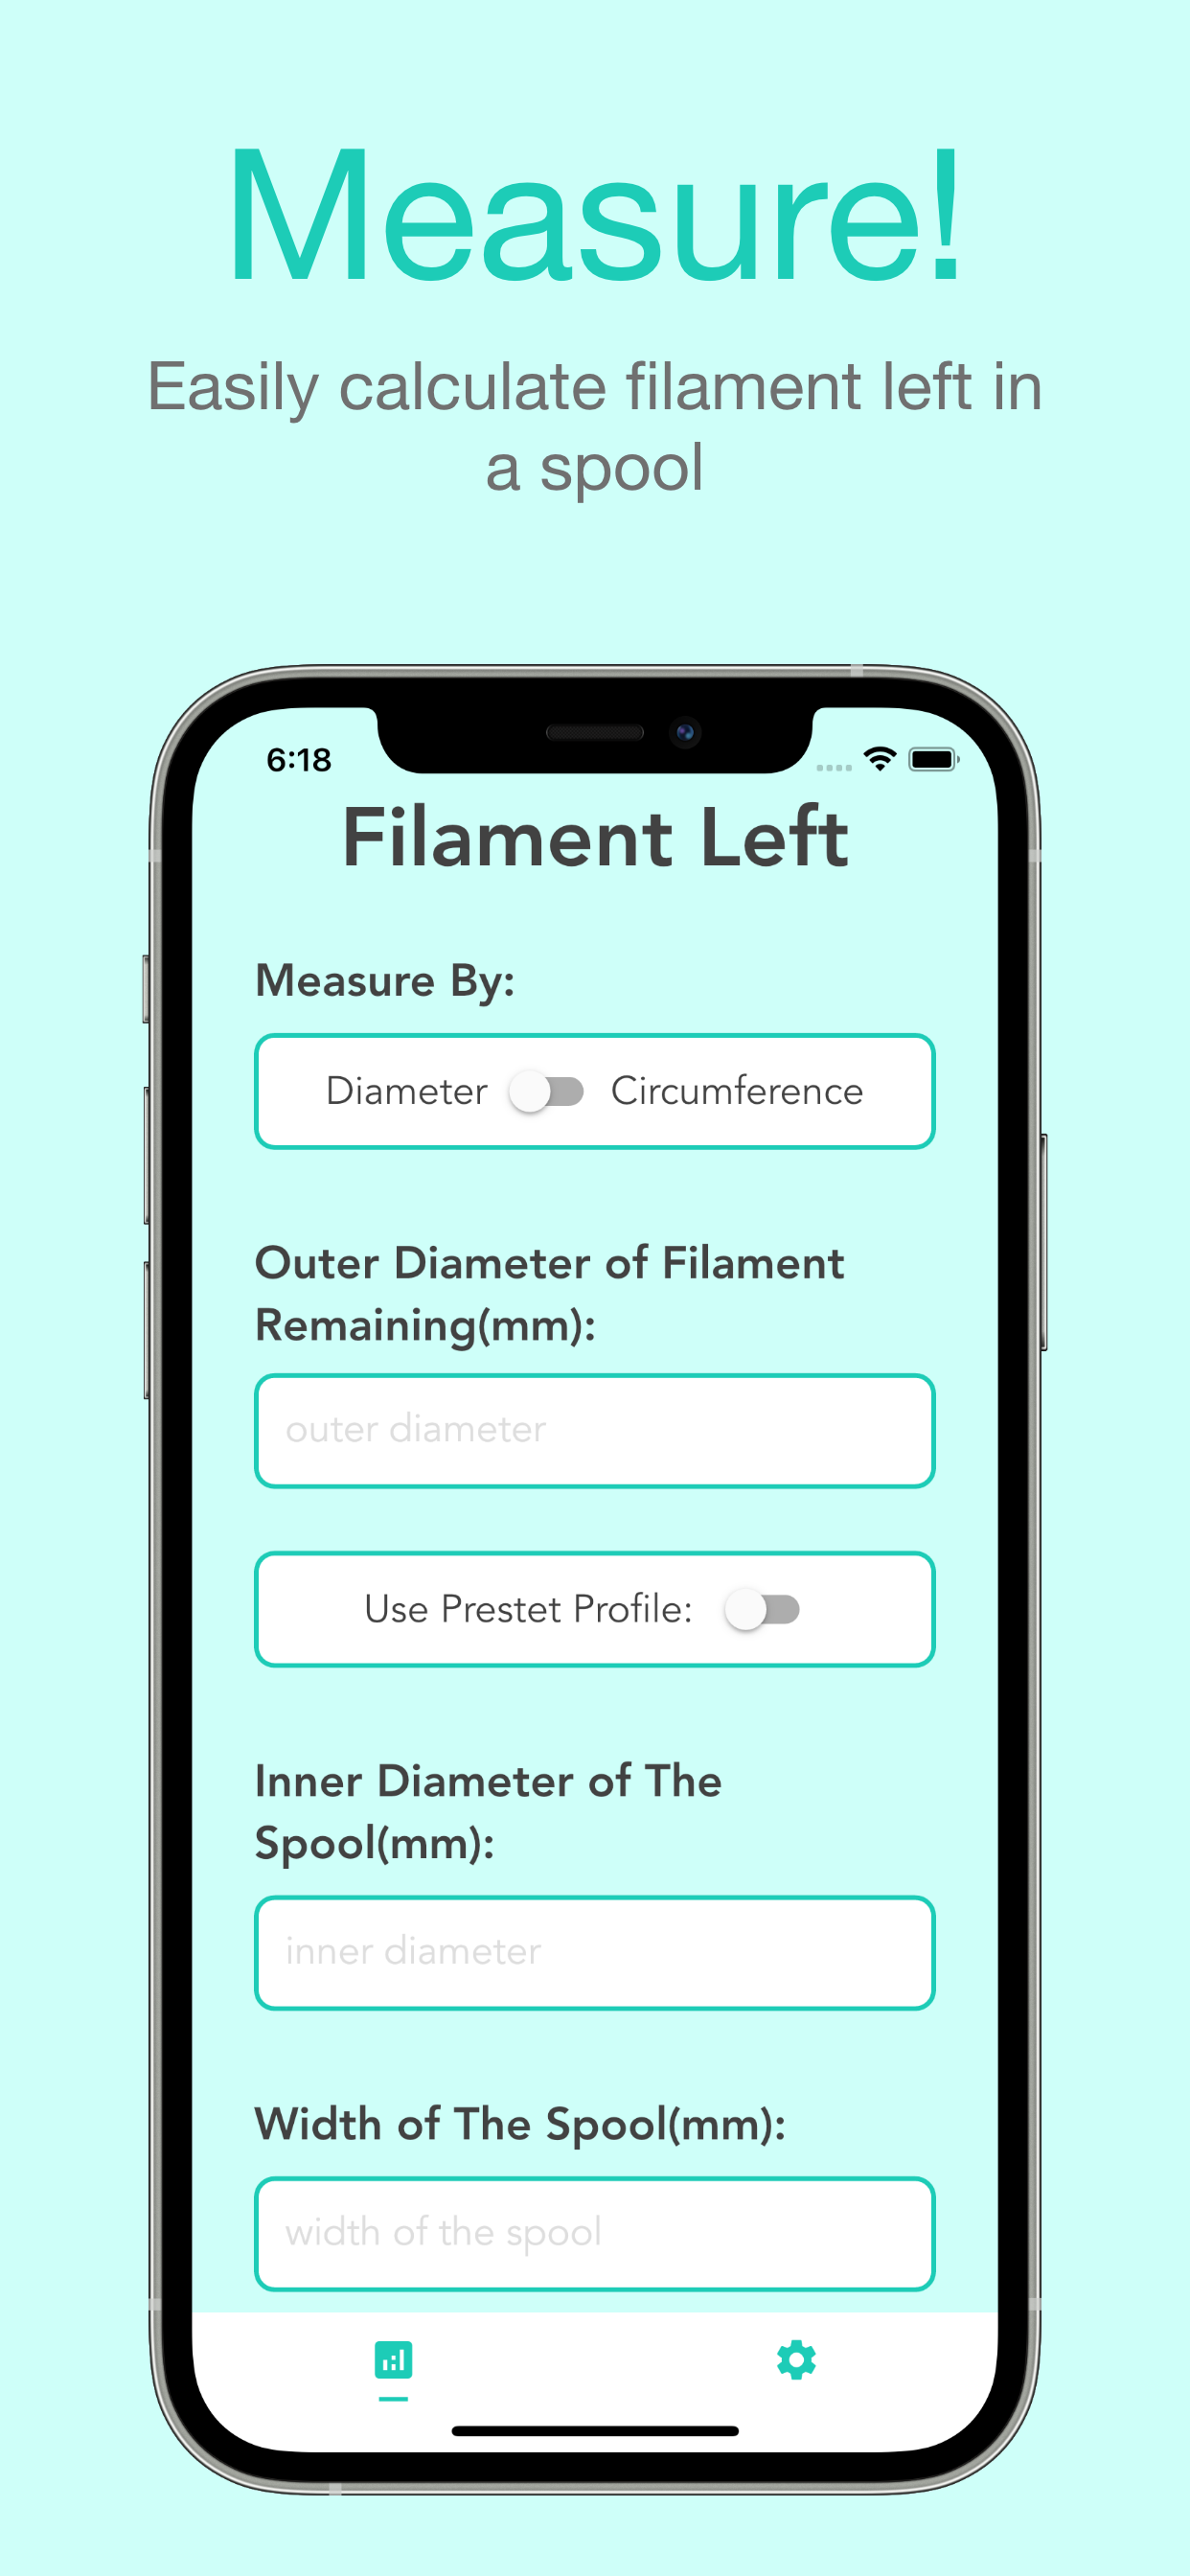 Measure!
Easily calculate filament left in
a spool
6:18
Filament Left
Measure By:
Diameter Circumference
Outer Diameter of Filament
Remaining(mm):
outer diameter
Use Prestet Profile:
Inner Diameter of The
Spool(mm):
inner diameter
Width of The Spool(mm):
width of the spool